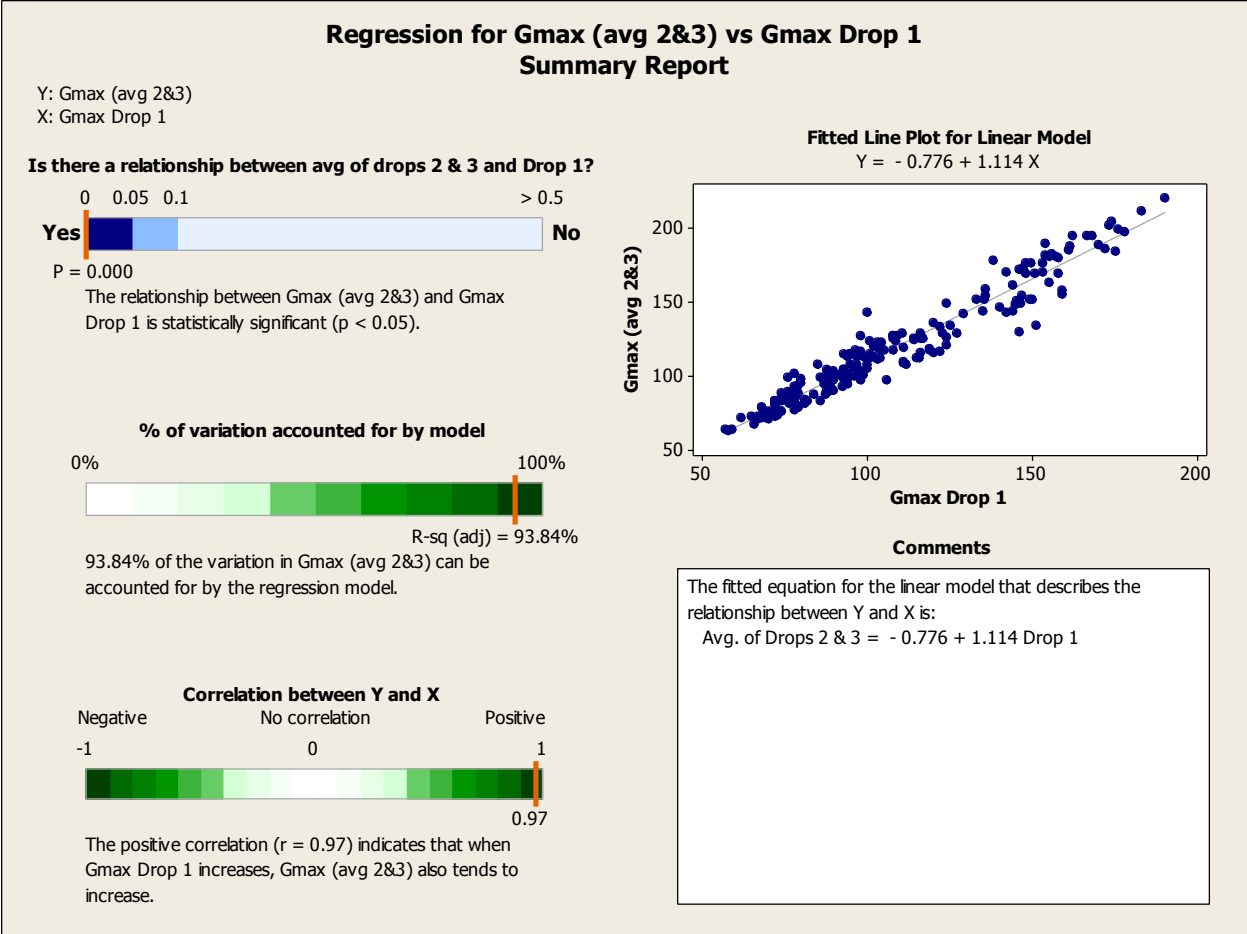 Regression for Gmax (avg 2&3) vs Gmax Drop 1
Summary Report
Y: Gmax (avg 2&3)
X: Gmax Drop 1
Is there a relationship between avg of drops 2 & 3 and Drop 1?
0 0.05 0.1 > 0.5
Yes No
P = 0.000
The relationship between Gmax (avg 2&3) and Gmax
Drop 1 is statistically significant (p < 0.05).
% of variation accounted for by model
0% 100%
R-sq (adj) = 93.84%
93.84% of the variation in Gmax (avg 2&3) can be
accounted for by the regression model.
Correlation between Y and X
Negative No correlation Positive
-1 0 1
0.97
The positive correlation (r = 0.97) indicates that when
Gmax Drop 1 increases, Gmax (avg 2&3) also tends to
increase.
Fitted Line Plot for Linear Model
Y = - 0.776 + 1.114 X
Gmax (avg 2&3)
200
150
100
50
50 100 150 200
Gmax Drop 1
Comments
The fitted equation for the linear model that describes the
relationship between Y and X is:
Avg. of Drops 2 & 3 = - 0.776 + 1.114 Drop 1